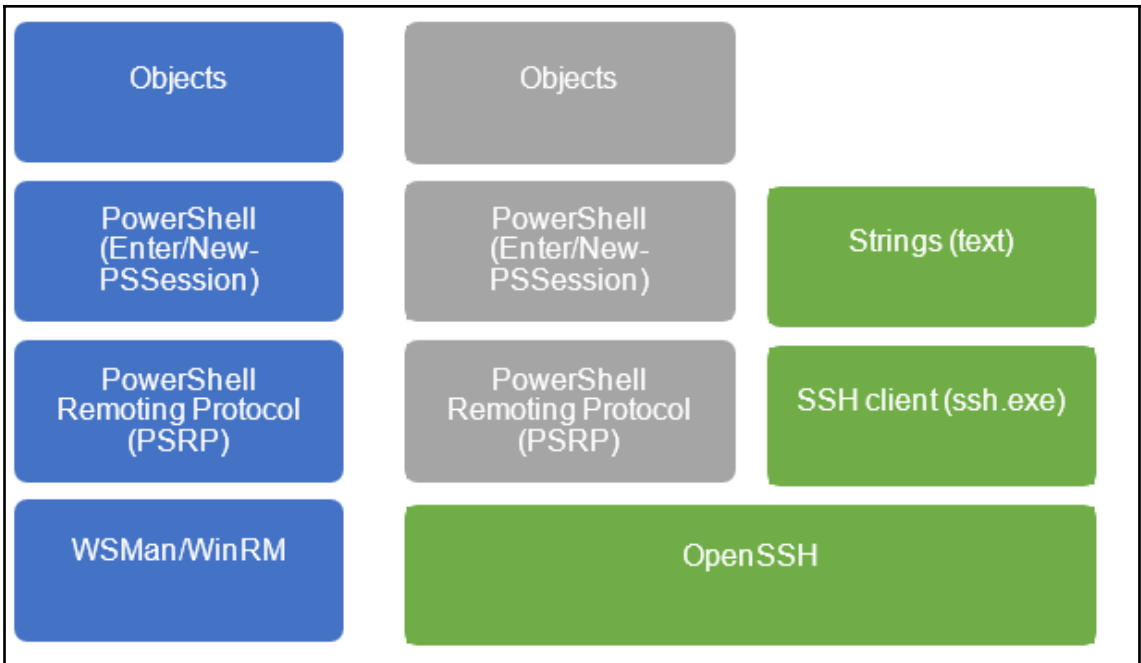 Objects
Objects
PowerShell
(Enter/New-
PSSession)
PowerShell
(Enter/New-
PSSession)
Strings (text)
PowerShell
Remoting Protocol
(PSRP)
PowerShell
Remoting Protocol
(PSRP)
SSH client (ssh.exe)
WSMan/WinRM
OpenSSH